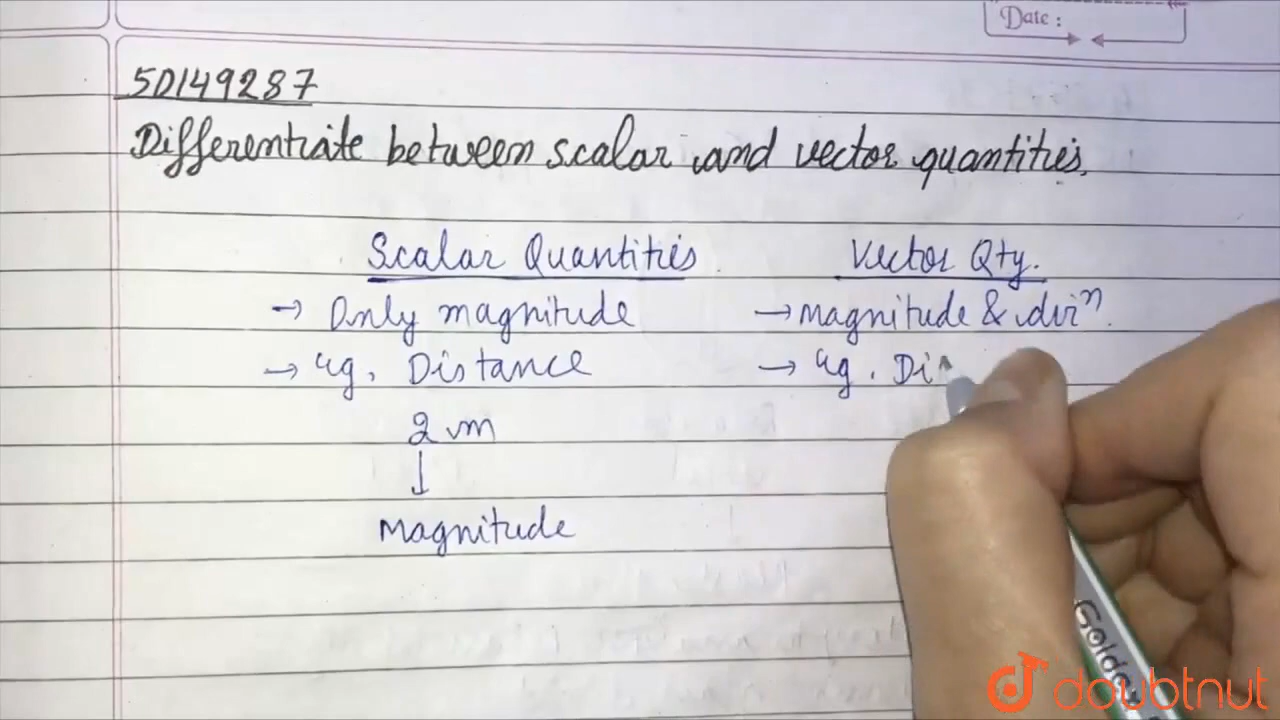 Date :
50149287
Differentiate between scalar and vector quantities.
Scalar Quantities Vector Qty.
→ Only magnitude → Magnitude & dirⁿ.
→ eg. Distance → eg. Di
2 m
↓
Magnitude
doubtnut